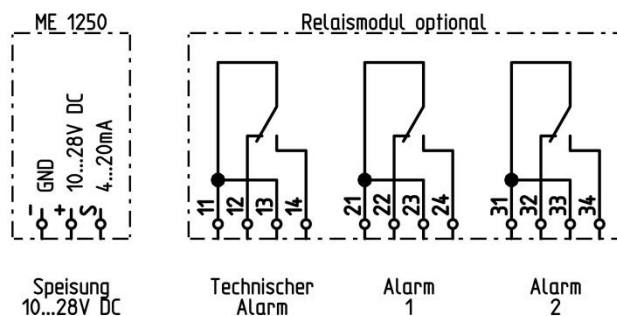 ME 1250
Relaismodul optional
GND
10...28V DC
4...20mA
− + S
11 12 13 14
21 22 23 24
31 32 33 34
Speisung
10...28V DC
Technischer
Alarm
Alarm
1
Alarm
2